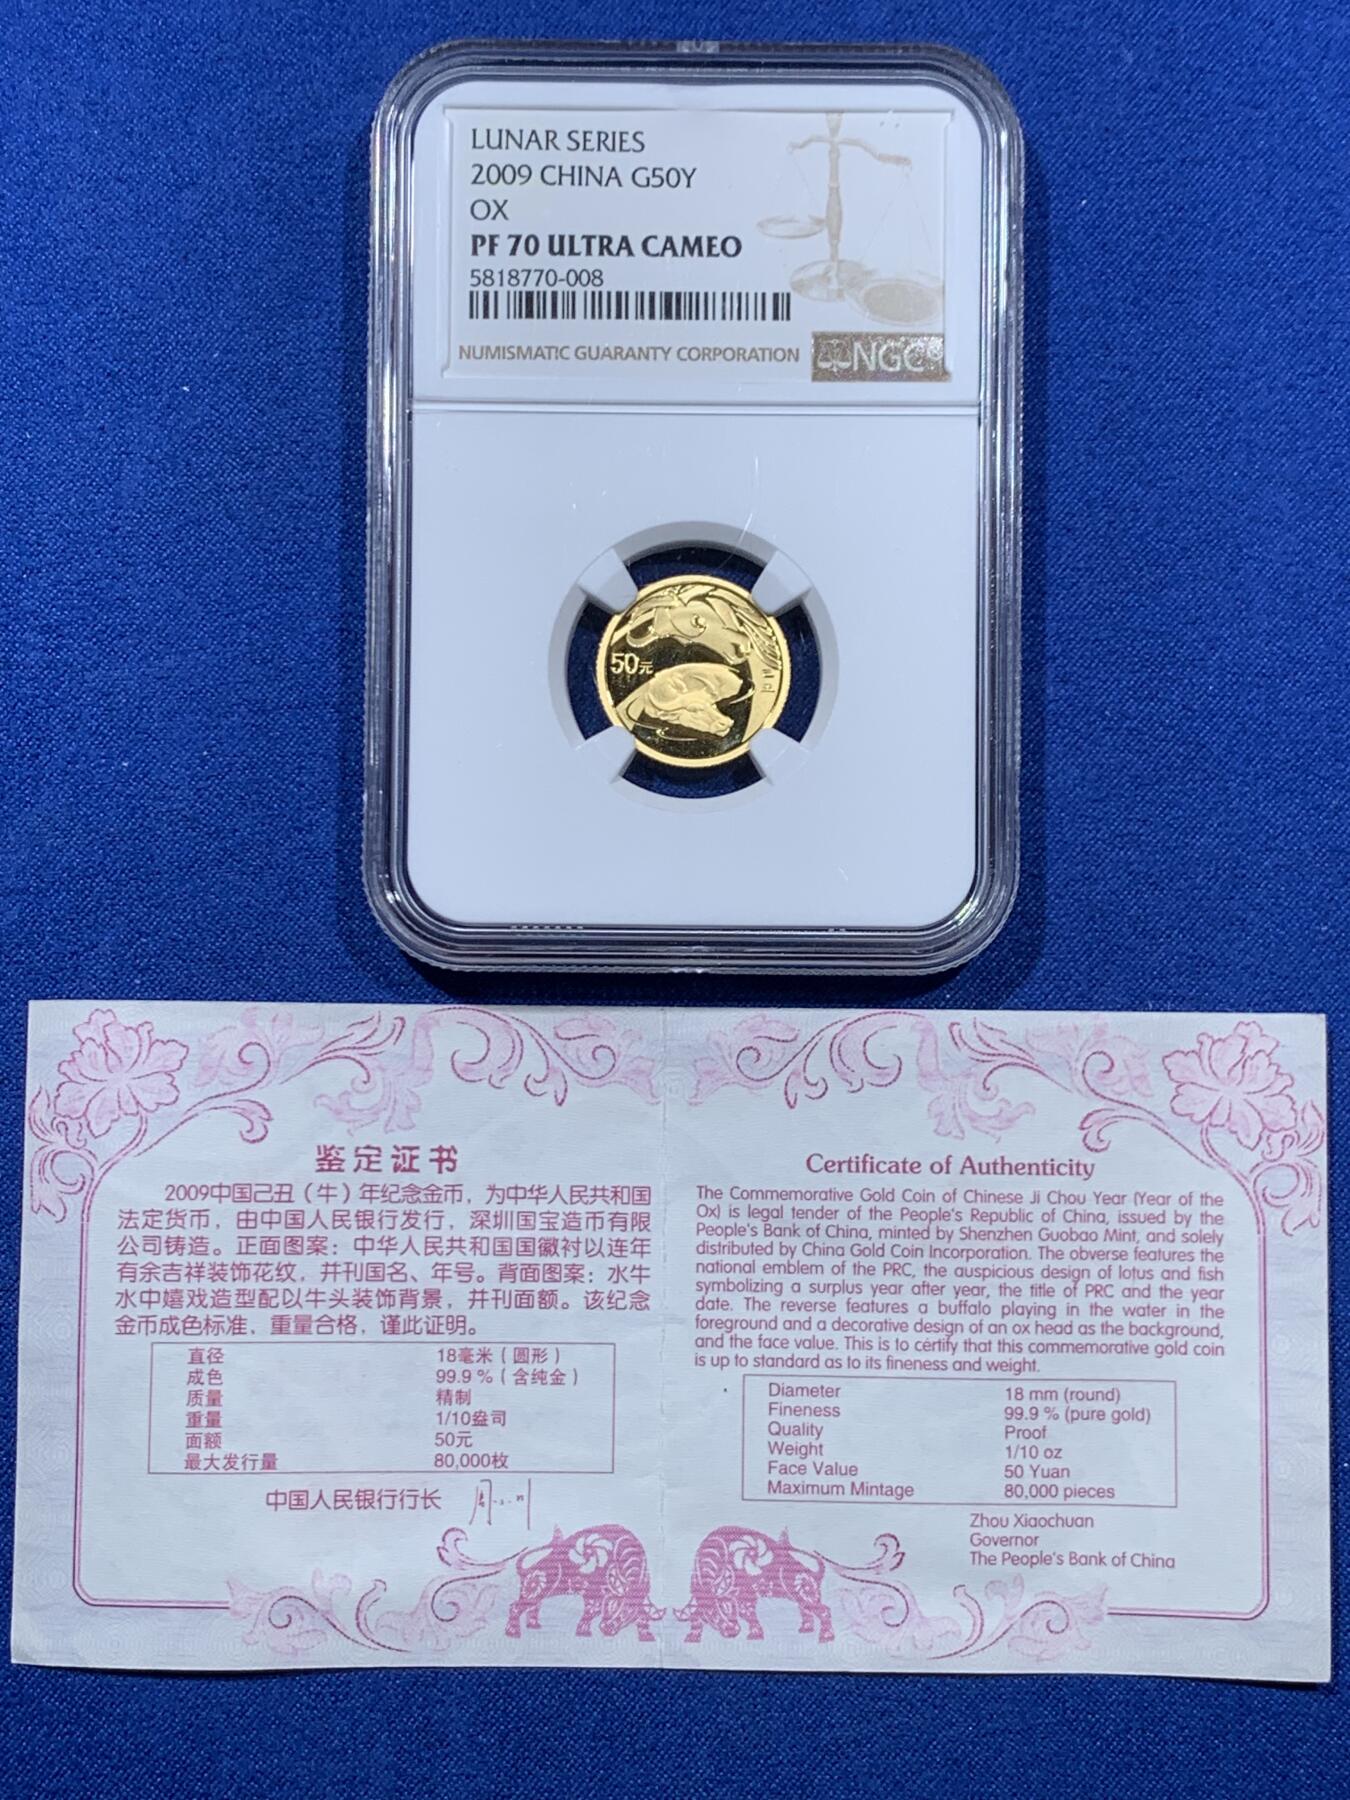 LUNAR SERIES
2009 CHINA G50Y
OX
PF 70 ULTRA CAMEO
5818770-008
NUMISMATIC GUARANTY CORPORATION
NGC
50元
鉴定证书
2009中国己丑（牛）年纪念金币，为中华人民共和国
法定货币，由中国人民银行发行，深圳国宝造币有限
公司铸造。正面图案：中华人民共和国国徽衬以连年
有余吉祥装饰花纹，并刊国名、年号。背面图案：水牛
水中嬉戏造型配以牛头装饰背景，并刊面额。该纪念
金币成色标准，重量合格，谨此证明。
直径 18毫米（圆形）
成色 99.9％（含纯金）
质量 精制
重量 1/10盎司
面额 50元
最大发行量 80,000枚
中国人民银行行长
Certificate of Authenticity
The Commemorative Gold Coin of Chinese Ji Chou Year (Year of the
Ox) is legal tender of the People's Republic of China, issued by the
People's Bank of China, minted by Shenzhen Guobao Mint, and solely
distributed by China Gold Coin Incorporation. The obverse features the
national emblem of the PRC, the auspicious design of lotus and fish
symbolizing a surplus year after year, the title of PRC and the year
date. The reverse features a buffalo playing in the water in the
foreground and a decorative design of an ox head as the background,
and the face value. This is to certify that this commemorative gold coin
is up to standard as to its fineness and weight.
Diameter 18 mm (round)
Fineness 99.9 % (pure gold)
Quality Proof
Weight 1/10 oz
Face Value 50 Yuan
Maximum Mintage 80,000 pieces
Zhou Xiaochuan
Governor
The People's Bank of China